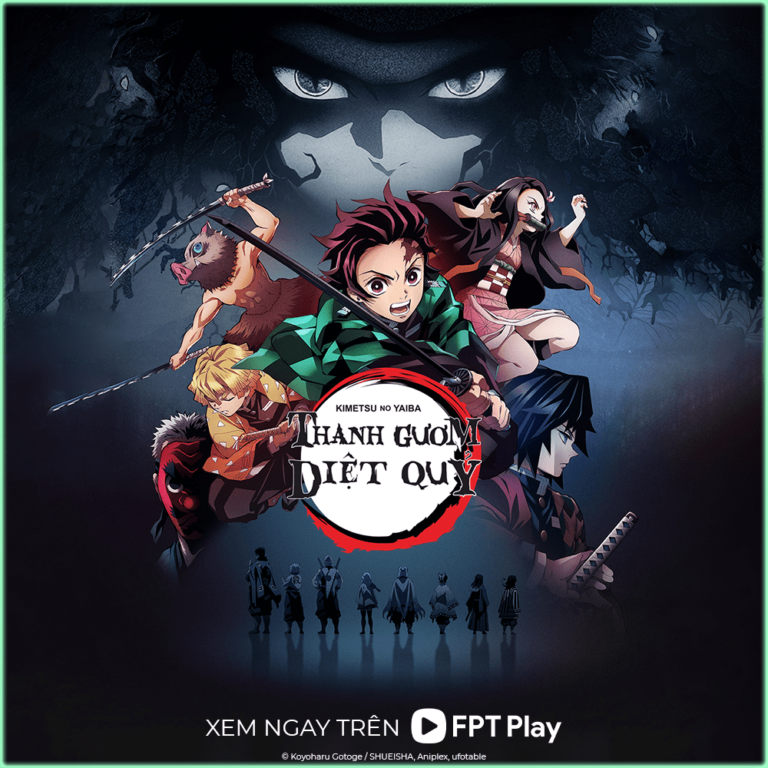 KIMETSU NO YAIBA
THANH GƯƠM
DIỆT QUỶ
XEM NGAY TRÊN FPT Play
© Koyoharu Gotoge / SHUEISHA, Aniplex, ufotable